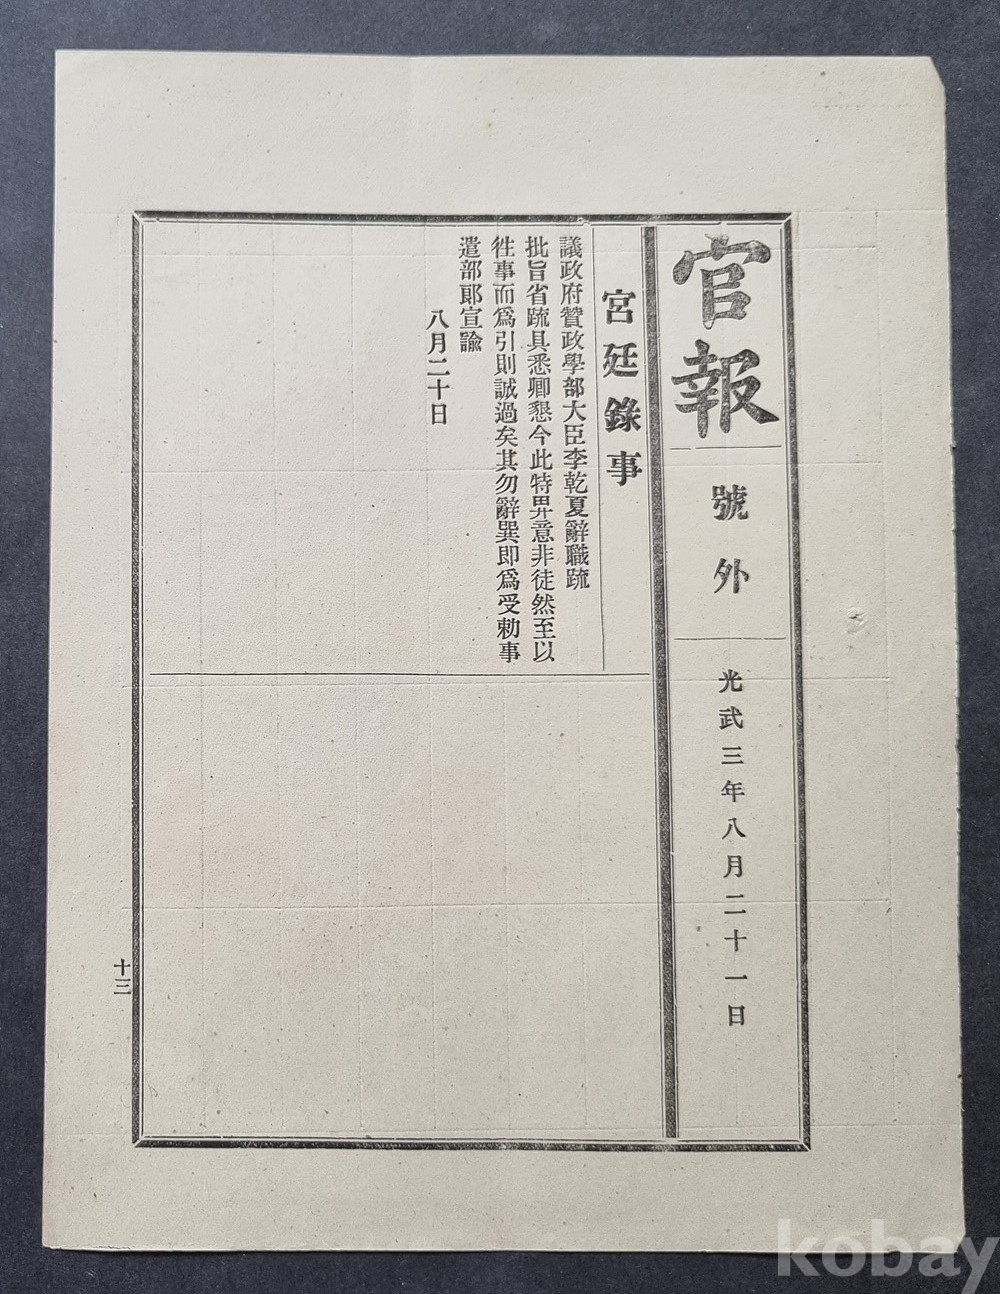 官報
號外
光武三年八月二十一日
宮廷錄事
議政府贊政學部大臣李乾夏辭職疏
批旨省疏具悉卿懇今此特畀意非徒然至以
徃事而爲引則誠過矣其勿辭巽即爲受勅事
遣部郞宣諭
八月二十日
十三
kobay